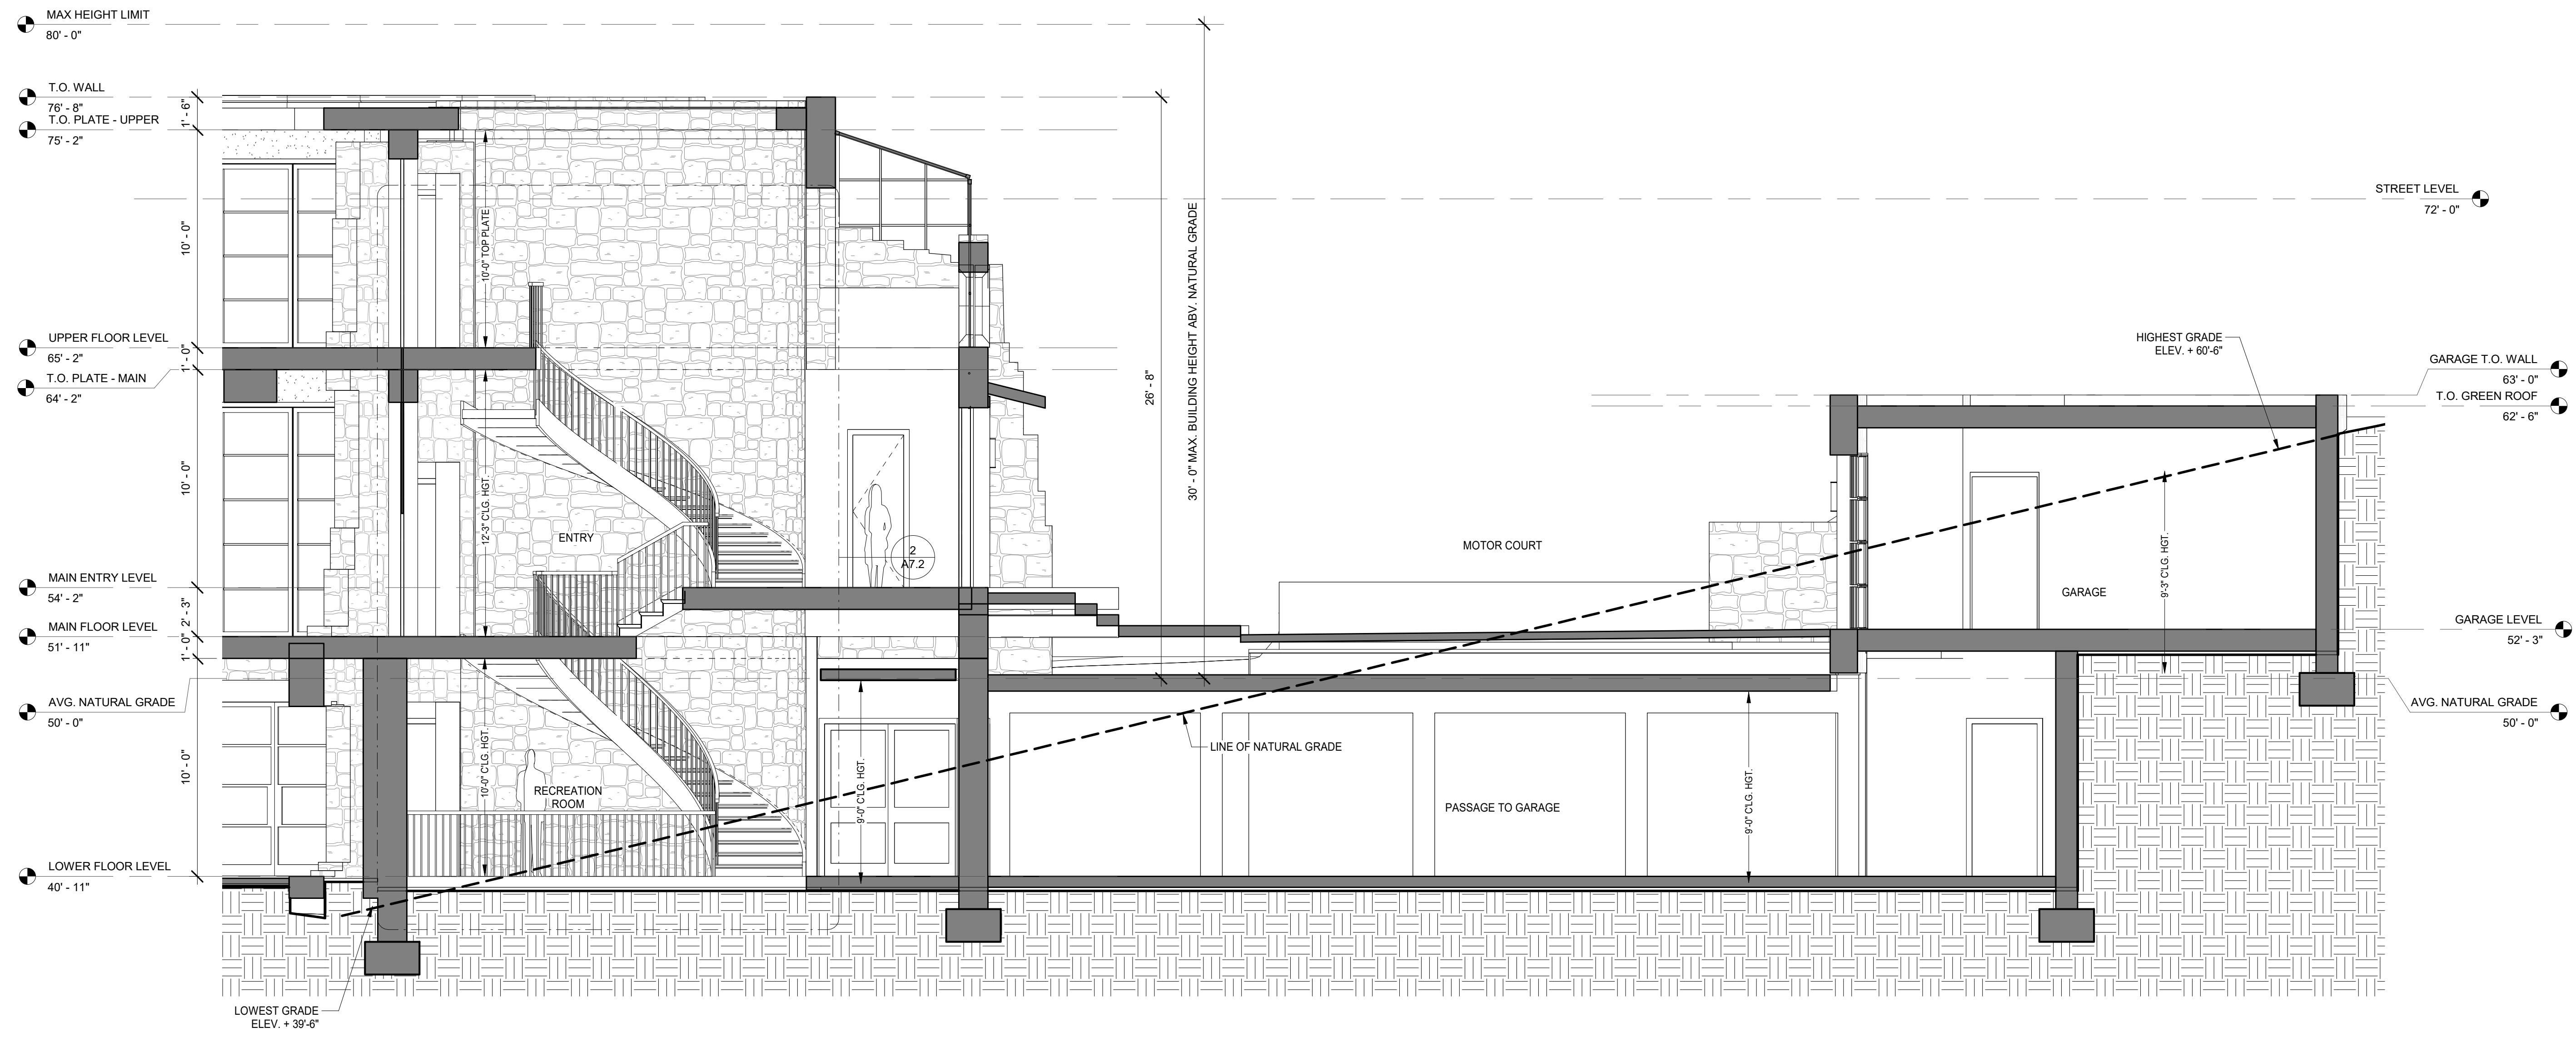 MAX HEIGHT LIMIT
80' - 0"
T.O. WALL
76' - 8"
T.O. PLATE - UPPER
75' - 2"
UPPER FLOOR LEVEL
65' - 2"
T.O. PLATE - MAIN
64' - 2"
MAIN ENTRY LEVEL
54' - 2"
MAIN FLOOR LEVEL
51' - 11"
AVG. NATURAL GRADE
50' - 0"
LOWER FLOOR LEVEL
40' - 11"
1' - 6"
10' - 0"
1' - 0"
10' - 0"
2' - 3"
1' - 0"
10' - 0"
10'-0" TOP PLATE
12'-3" C'LG. HGT.
10'-0" C'LG. HGT.
ENTRY
RECREATION
ROOM
2
A7.2
9'-0" C'LG. HGT.
26' - 8"
30' - 0" MAX. BUILDING HEIGHT ABV. NATURAL GRADE
MOTOR COURT
LINE OF NATURAL GRADE
PASSAGE TO GARAGE
9'-0" C'LG. HGT.
GARAGE
9'-3" C'LG. HGT.
HIGHEST GRADE
ELEV. + 60'-6"
LOWEST GRADE
ELEV. + 39'-6"
STREET LEVEL
72' - 0"
GARAGE T.O. WALL
63' - 0"
T.O. GREEN ROOF
62' - 6"
GARAGE LEVEL
52' - 3"
AVG. NATURAL GRADE
50' - 0"